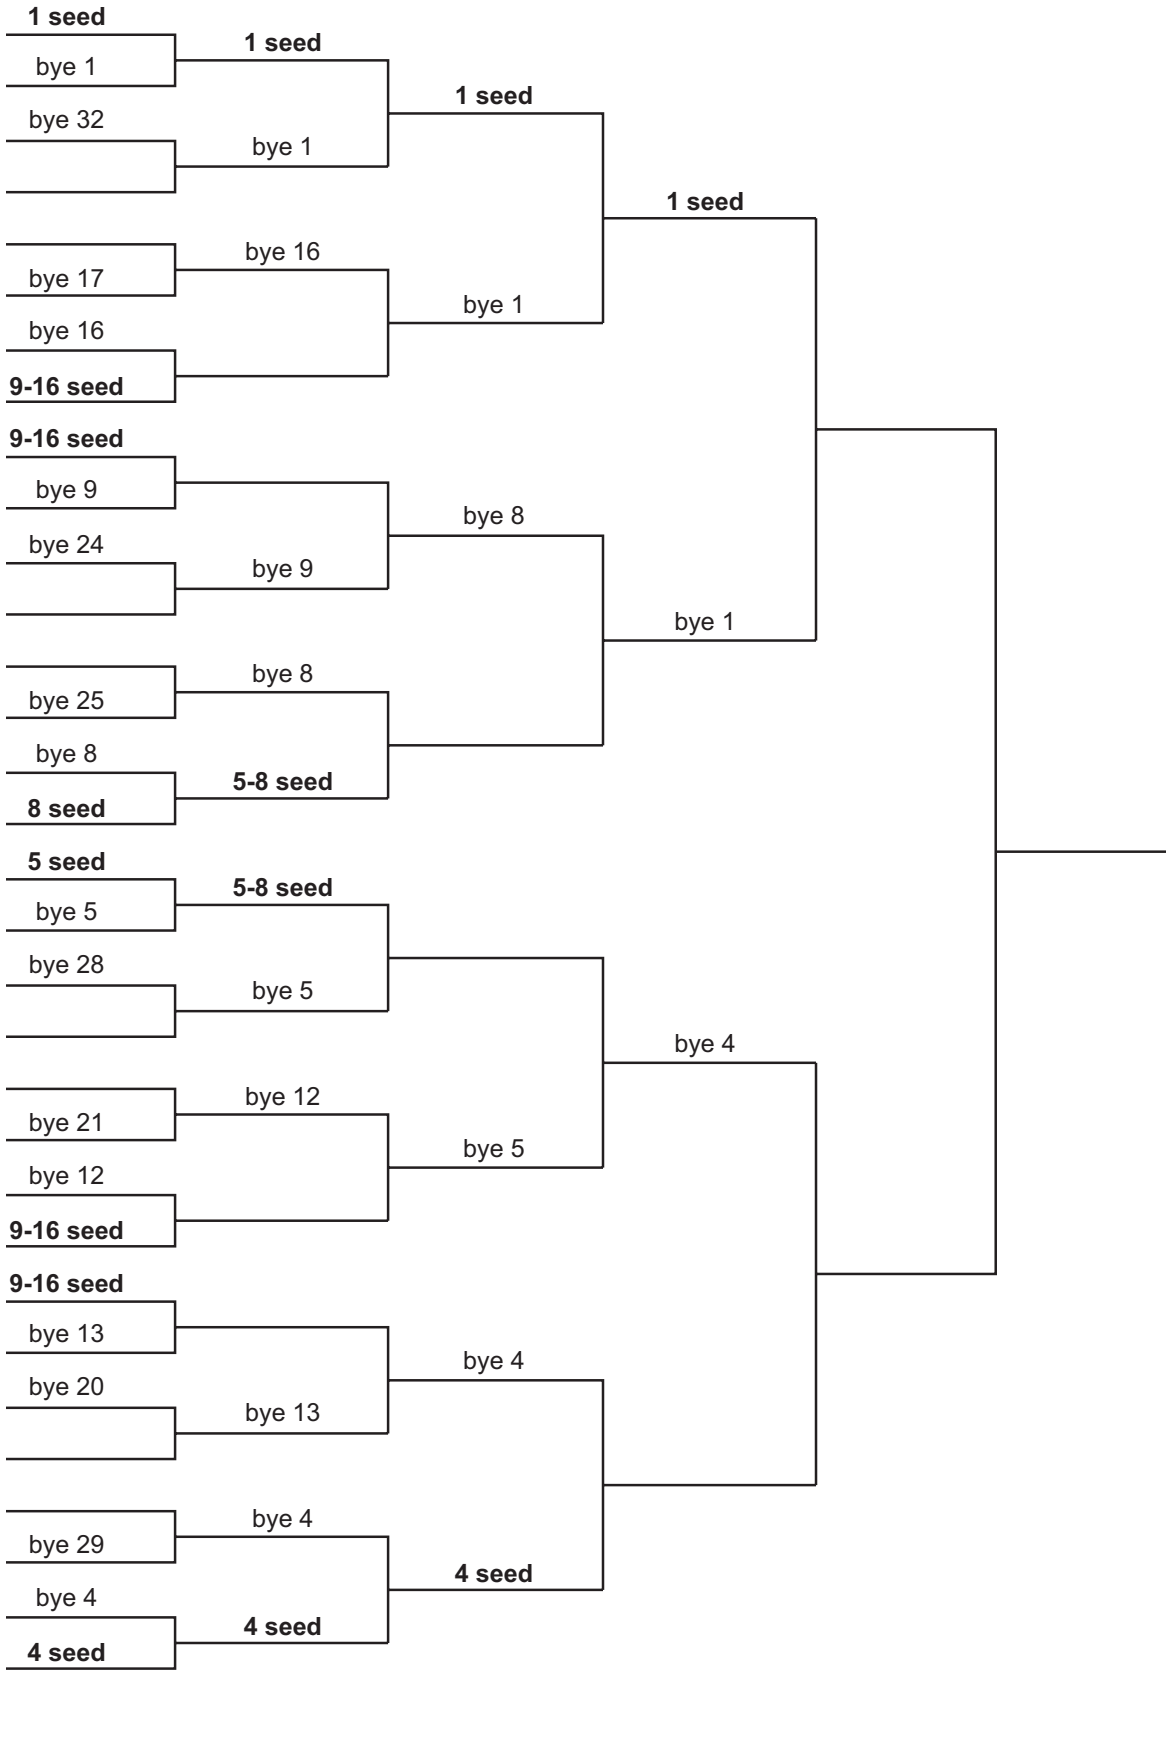 1 seed
1 seed
bye 1
1 seed
bye 32
bye 1
1 seed
bye 16
bye 17
bye 1
bye 16
9-16 seed
9-16 seed
bye 9
bye 8
bye 24
bye 9
bye 1
bye 8
bye 25
bye 8
5-8 seed
8 seed
5 seed
5-8 seed
bye 5
bye 28
bye 5
bye 4
bye 12
bye 21
bye 5
bye 12
9-16 seed
9-16 seed
bye 13
bye 4
bye 20
bye 13
bye 4
bye 29
4 seed
bye 4
4 seed
4 seed